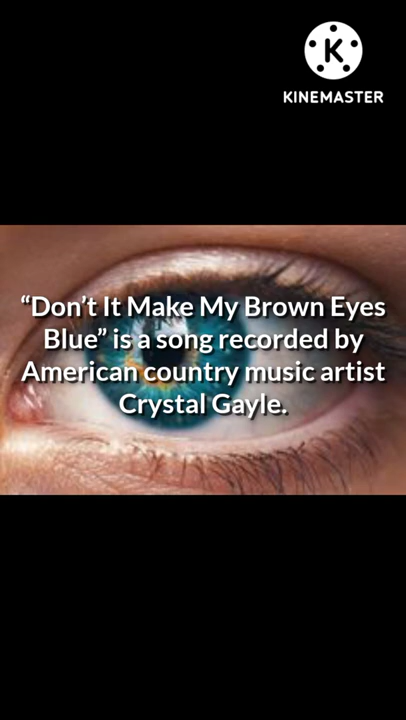 K
KINEMASTER
“Don’t It Make My Brown Eyes
Blue” is a song recorded by
American country music artist
Crystal Gayle.